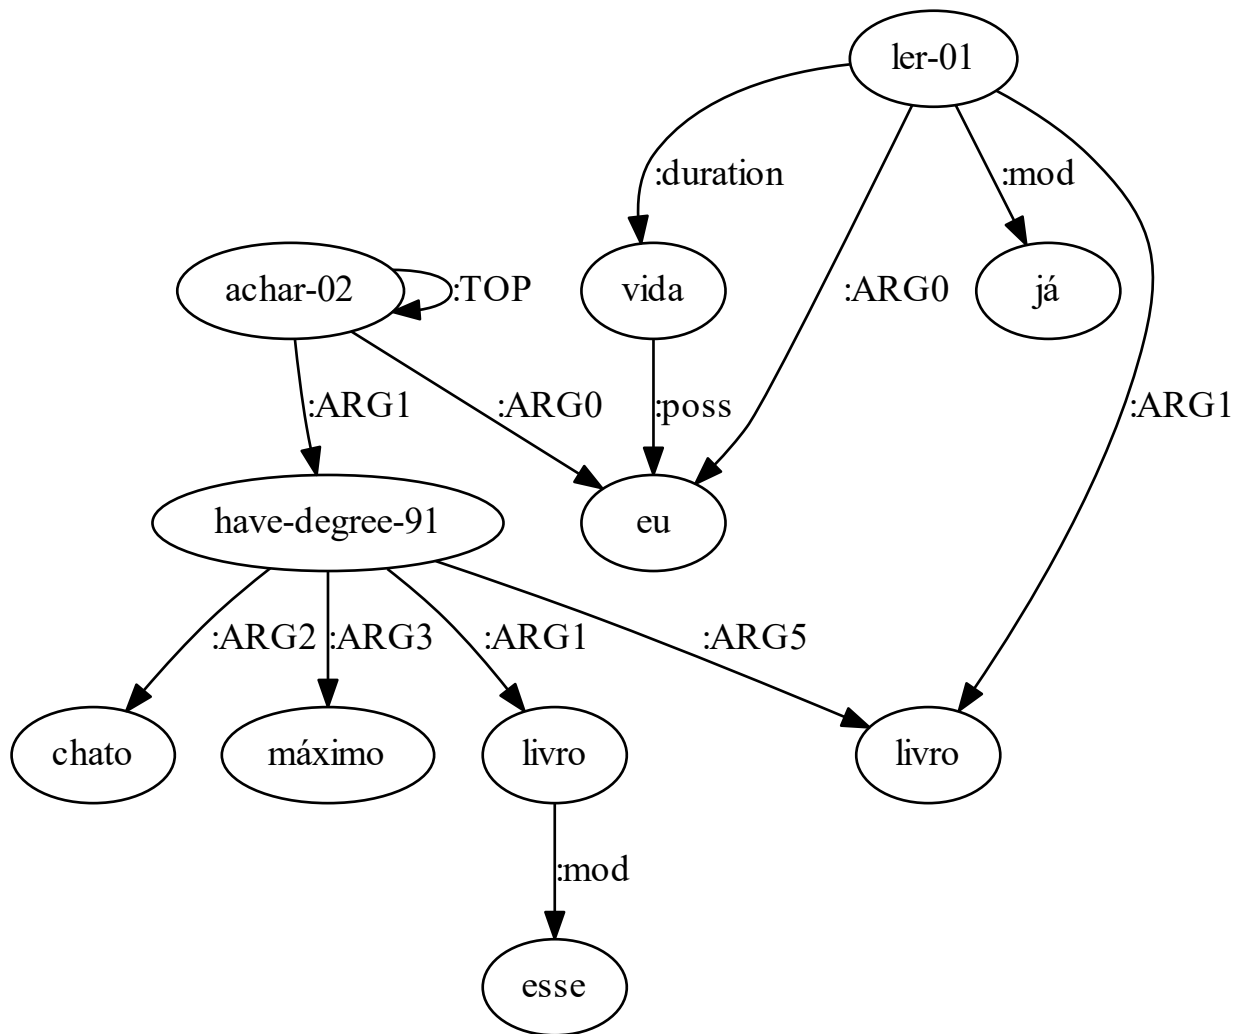 ler-01
:duration
:mod
achar-02
:TOP
vida
:ARG0
já
:ARG1
:ARG0
:poss
:ARG1
have-degree-91
eu
:ARG2
:ARG3
:ARG1
:ARG5
chato
máximo
livro
livro
:mod
esse